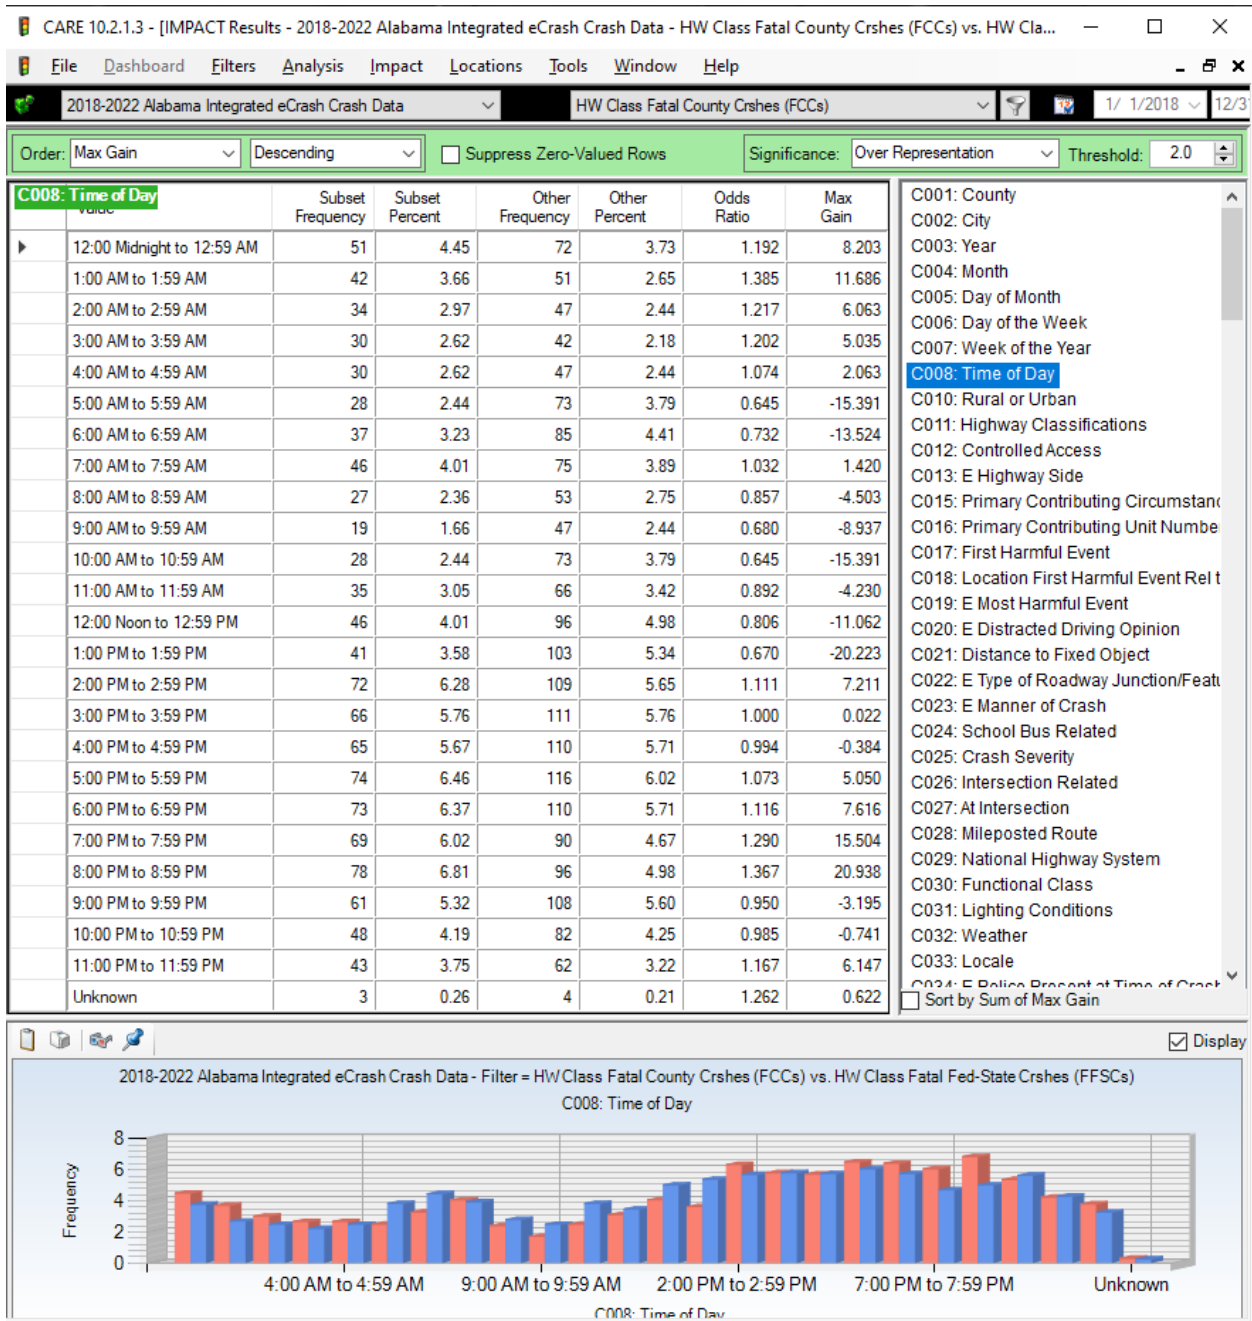 CARE 10.2.1.3 - [IMPACT Results - 2018-2022 Alabama Integrated eCrash Crash Data - HW Class Fatal County Crshes (FCCs) vs. HW Cla...
File Dashboard Filters Analysis Impact Locations Tools Window Help
2018-2022 Alabama Integrated eCrash Crash Data HW Class Fatal County Crshes (FCCs) 1/ 1/2018 12/3
Order: Max Gain Descending Suppress Zero-Valued Rows Significance: Over Representation Threshold: 2.0
C008: Time of Day
Value Subset Frequency Subset Percent Other Frequency Other Percent Odds Ratio Max Gain
12:00 Midnight to 12:59 AM 51 4.45 72 3.73 1.192 8.203
1:00 AM to 1:59 AM 42 3.66 51 2.65 1.385 11.686
2:00 AM to 2:59 AM 34 2.97 47 2.44 1.217 6.063
3:00 AM to 3:59 AM 30 2.62 42 2.18 1.202 5.035
4:00 AM to 4:59 AM 30 2.62 47 2.44 1.074 2.063
5:00 AM to 5:59 AM 28 2.44 73 3.79 0.645 -15.391
6:00 AM to 6:59 AM 37 3.23 85 4.41 0.732 -13.524
7:00 AM to 7:59 AM 46 4.01 75 3.89 1.032 1.420
8:00 AM to 8:59 AM 27 2.36 53 2.75 0.857 -4.503
9:00 AM to 9:59 AM 19 1.66 47 2.44 0.680 -8.937
10:00 AM to 10:59 AM 28 2.44 73 3.79 0.645 -15.391
11:00 AM to 11:59 AM 35 3.05 66 3.42 0.892 -4.230
12:00 Noon to 12:59 PM 46 4.01 96 4.98 0.806 -11.062
1:00 PM to 1:59 PM 41 3.58 103 5.34 0.670 -20.223
2:00 PM to 2:59 PM 72 6.28 109 5.65 1.111 7.211
3:00 PM to 3:59 PM 66 5.76 111 5.76 1.000 0.022
4:00 PM to 4:59 PM 65 5.67 110 5.71 0.994 -0.384
5:00 PM to 5:59 PM 74 6.46 116 6.02 1.073 5.050
6:00 PM to 6:59 PM 73 6.37 110 5.71 1.116 7.616
7:00 PM to 7:59 PM 69 6.02 90 4.67 1.290 15.504
8:00 PM to 8:59 PM 78 6.81 96 4.98 1.367 20.938
9:00 PM to 9:59 PM 61 5.32 108 5.60 0.950 -3.195
10:00 PM to 10:59 PM 48 4.19 82 4.25 0.985 -0.741
11:00 PM to 11:59 PM 43 3.75 62 3.22 1.167 6.147
Unknown 3 0.26 4 0.21 1.262 0.622
C001: County
C002: City
C003: Year
C004: Month
C005: Day of Month
C006: Day of the Week
C007: Week of the Year
C008: Time of Day
C010: Rural or Urban
C011: Highway Classifications
C012: Controlled Access
C013: E Highway Side
C015: Primary Contributing Circumstanc
C016: Primary Contributing Unit Numbe
C017: First Harmful Event
C018: Location First Harmful Event Rel t
C019: E Most Harmful Event
C020: E Distracted Driving Opinion
C021: Distance to Fixed Object
C022: E Type of Roadway Junction/Featu
C023: E Manner of Crash
C024: School Bus Related
C025: Crash Severity
C026: Intersection Related
C027: At Intersection
C028: Mileposted Route
C029: National Highway System
C030: Functional Class
C031: Lighting Conditions
C032: Weather
C033: Locale
C034: E Police Present at Time of Crash
Sort by Sum of Max Gain
Display
2018-2022 Alabama Integrated eCrash Crash Data - Filter = HW Class Fatal County Crshes (FCCs) vs. HW Class Fatal Fed-State Crshes (FFSCs)
C008: Time of Day
Frequency
8
6
4
2
0
4:00 AM to 4:59 AM 9:00 AM to 9:59 AM 2:00 PM to 2:59 PM 7:00 PM to 7:59 PM Unknown
C008: Time of Day